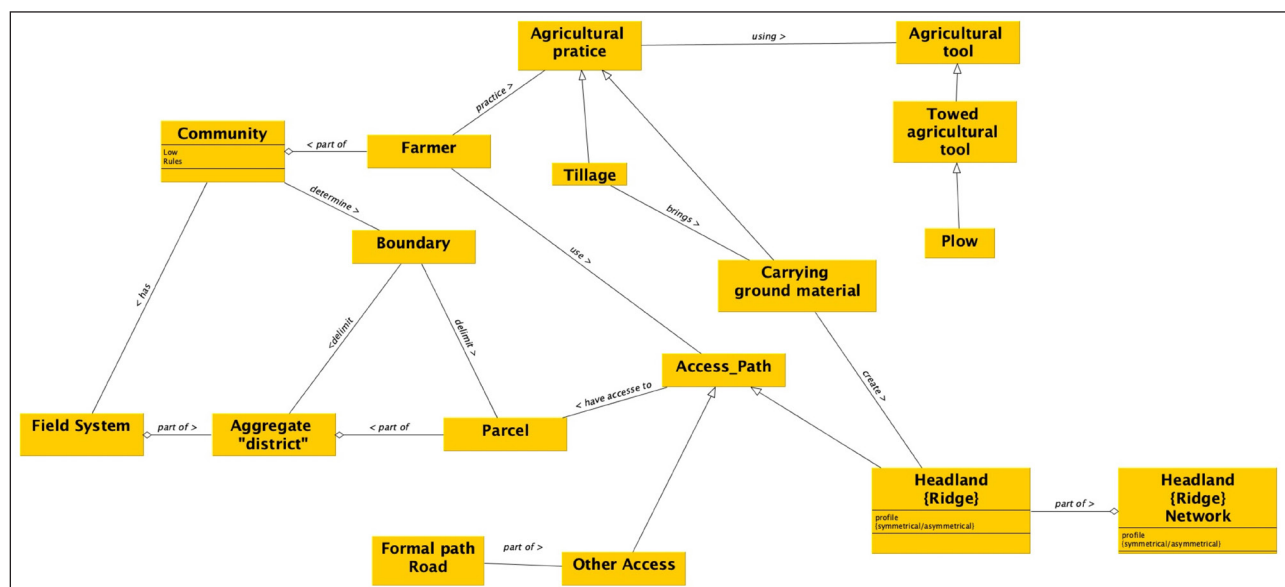 Agricultural
pratice
using >
Agricultural
tool
practice >
Towed
agricultural
tool
Community
Low
Rules
< part of
Farmer
Tillage
determine >
brings >
Plow
Boundary
use >
Carrying
ground material
< has
<delimit
delimit >
Access_Path
create >
< have accesse to
Field System
part of >
Aggregate
"district"
< part of
Parcel
Headland
{Ridge}
profile
(symmetrical/asymmetrical)
part of >
Headland
{Ridge}
Network
profile
(symmetrical/asymmetrical)
Formal path
Road
part of >
Other Access